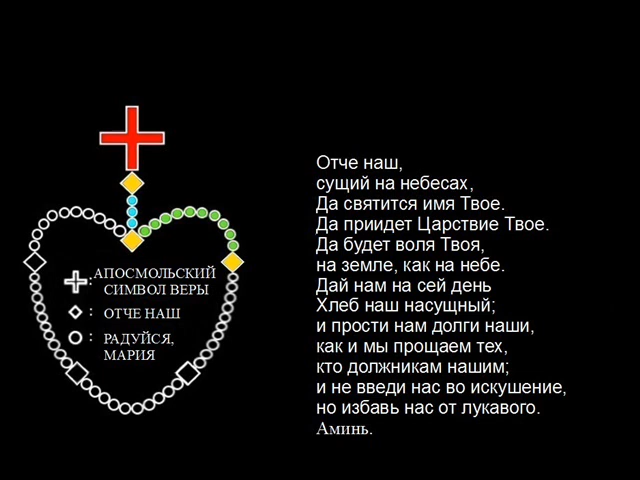 :АПОСМОЛЬСКИЙ
СИМВОЛ ВЕРЫ
: ОТЧЕ НАШ
: РАДУЙСЯ,
МАРИЯ
Отче наш,
сущий на небесах,
Да святится имя Твое.
Да приидет Царствие Твое.
Да будет воля Твоя,
на земле, как на небе.
Дай нам на сей день
Хлеб наш насущный;
и прости нам долги наши,
как и мы прощаем тех,
кто должникам нашим;
и не введи нас во искушение,
но избавь нас от лукавого.
Аминь.